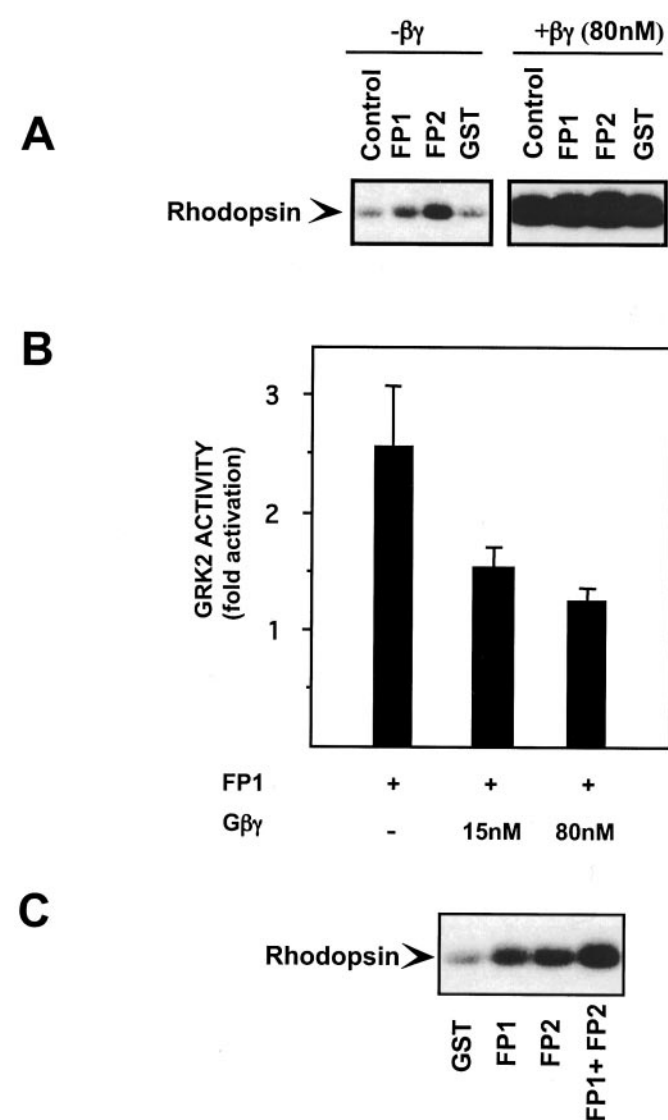 -βγ +βγ (80nM)
A
Control FP1 FP2 GST Control FP1 FP2 GST
Rhodopsin
B
3
2
1
GRK2 ACTIVITY
(fold activation)
FP1 + + +
Gβγ - 15nM 80nM
C
Rhodopsin
GST FP1 FP2 FP1+ FP2